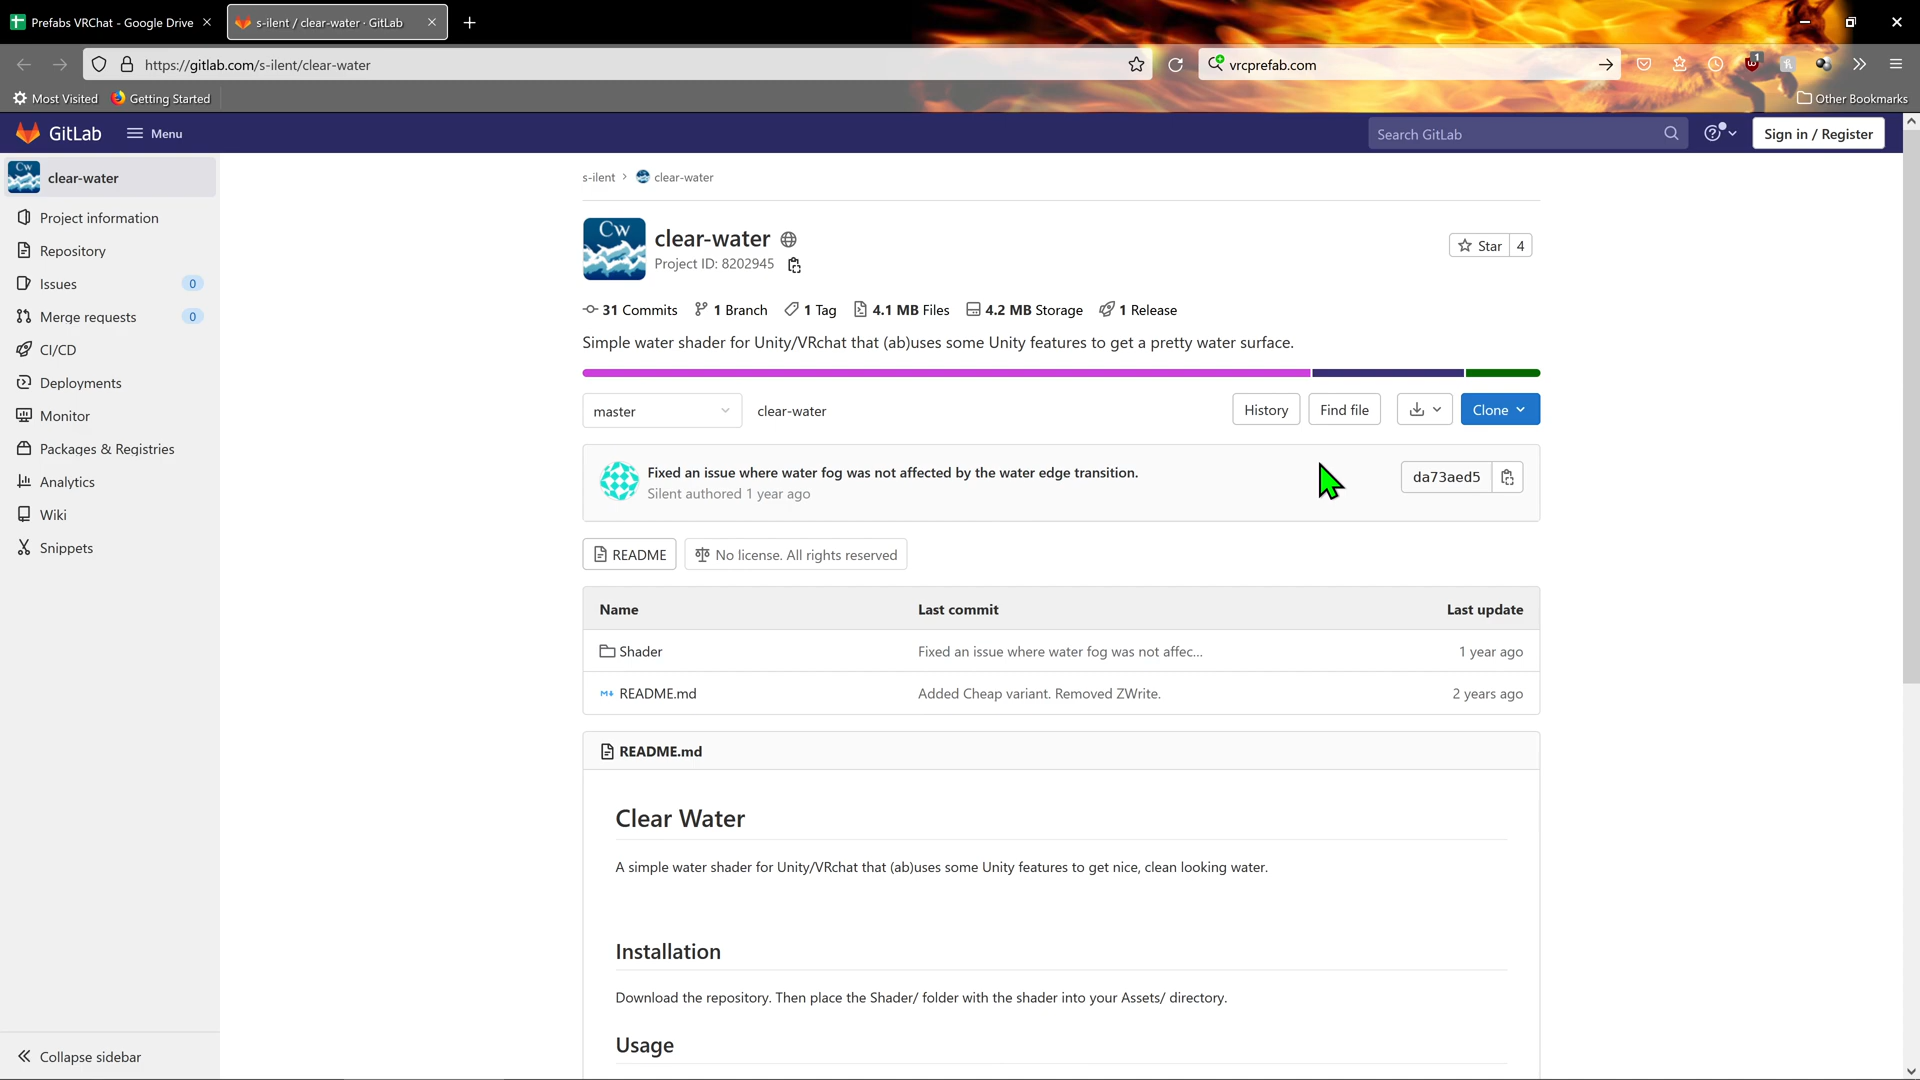 Prefabs VRChat - Google Drive
s-ilent / clear-water · GitLab
https://gitlab.com/s-ilent/clear-water
vrcprefab.com
1
Most Visited
Getting Started
Other Bookmarks
GitLab
Menu
Search GitLab
Sign in / Register
Cw
clear-water
Project information
Repository
Issues 0
Merge requests 0
CI/CD
Deployments
Monitor
Packages & Registries
Analytics
Wiki
Snippets
Collapse sidebar
s-ilent > clear-water
Cw
clear-water
Project ID: 8202945
Star 4
31 Commits 1 Branch 1 Tag 4.1 MB Files 4.2 MB Storage 1 Release
Simple water shader for Unity/VRchat that (ab)uses some Unity features to get a pretty water surface.
master clear-water History Find file Clone
Fixed an issue where water fog was not affected by the water edge transition.
Silent authored 1 year ago
da73aed5
README No license. All rights reserved
Name Last commit Last update
Shader Fixed an issue where water fog was not affec... 1 year ago
README.md Added Cheap variant. Removed ZWrite. 2 years ago
README.md
Clear Water
A simple water shader for Unity/VRchat that (ab)uses some Unity features to get nice, clean looking water.
Installation
Download the repository. Then place the Shader/ folder with the shader into your Assets/ directory.
Usage